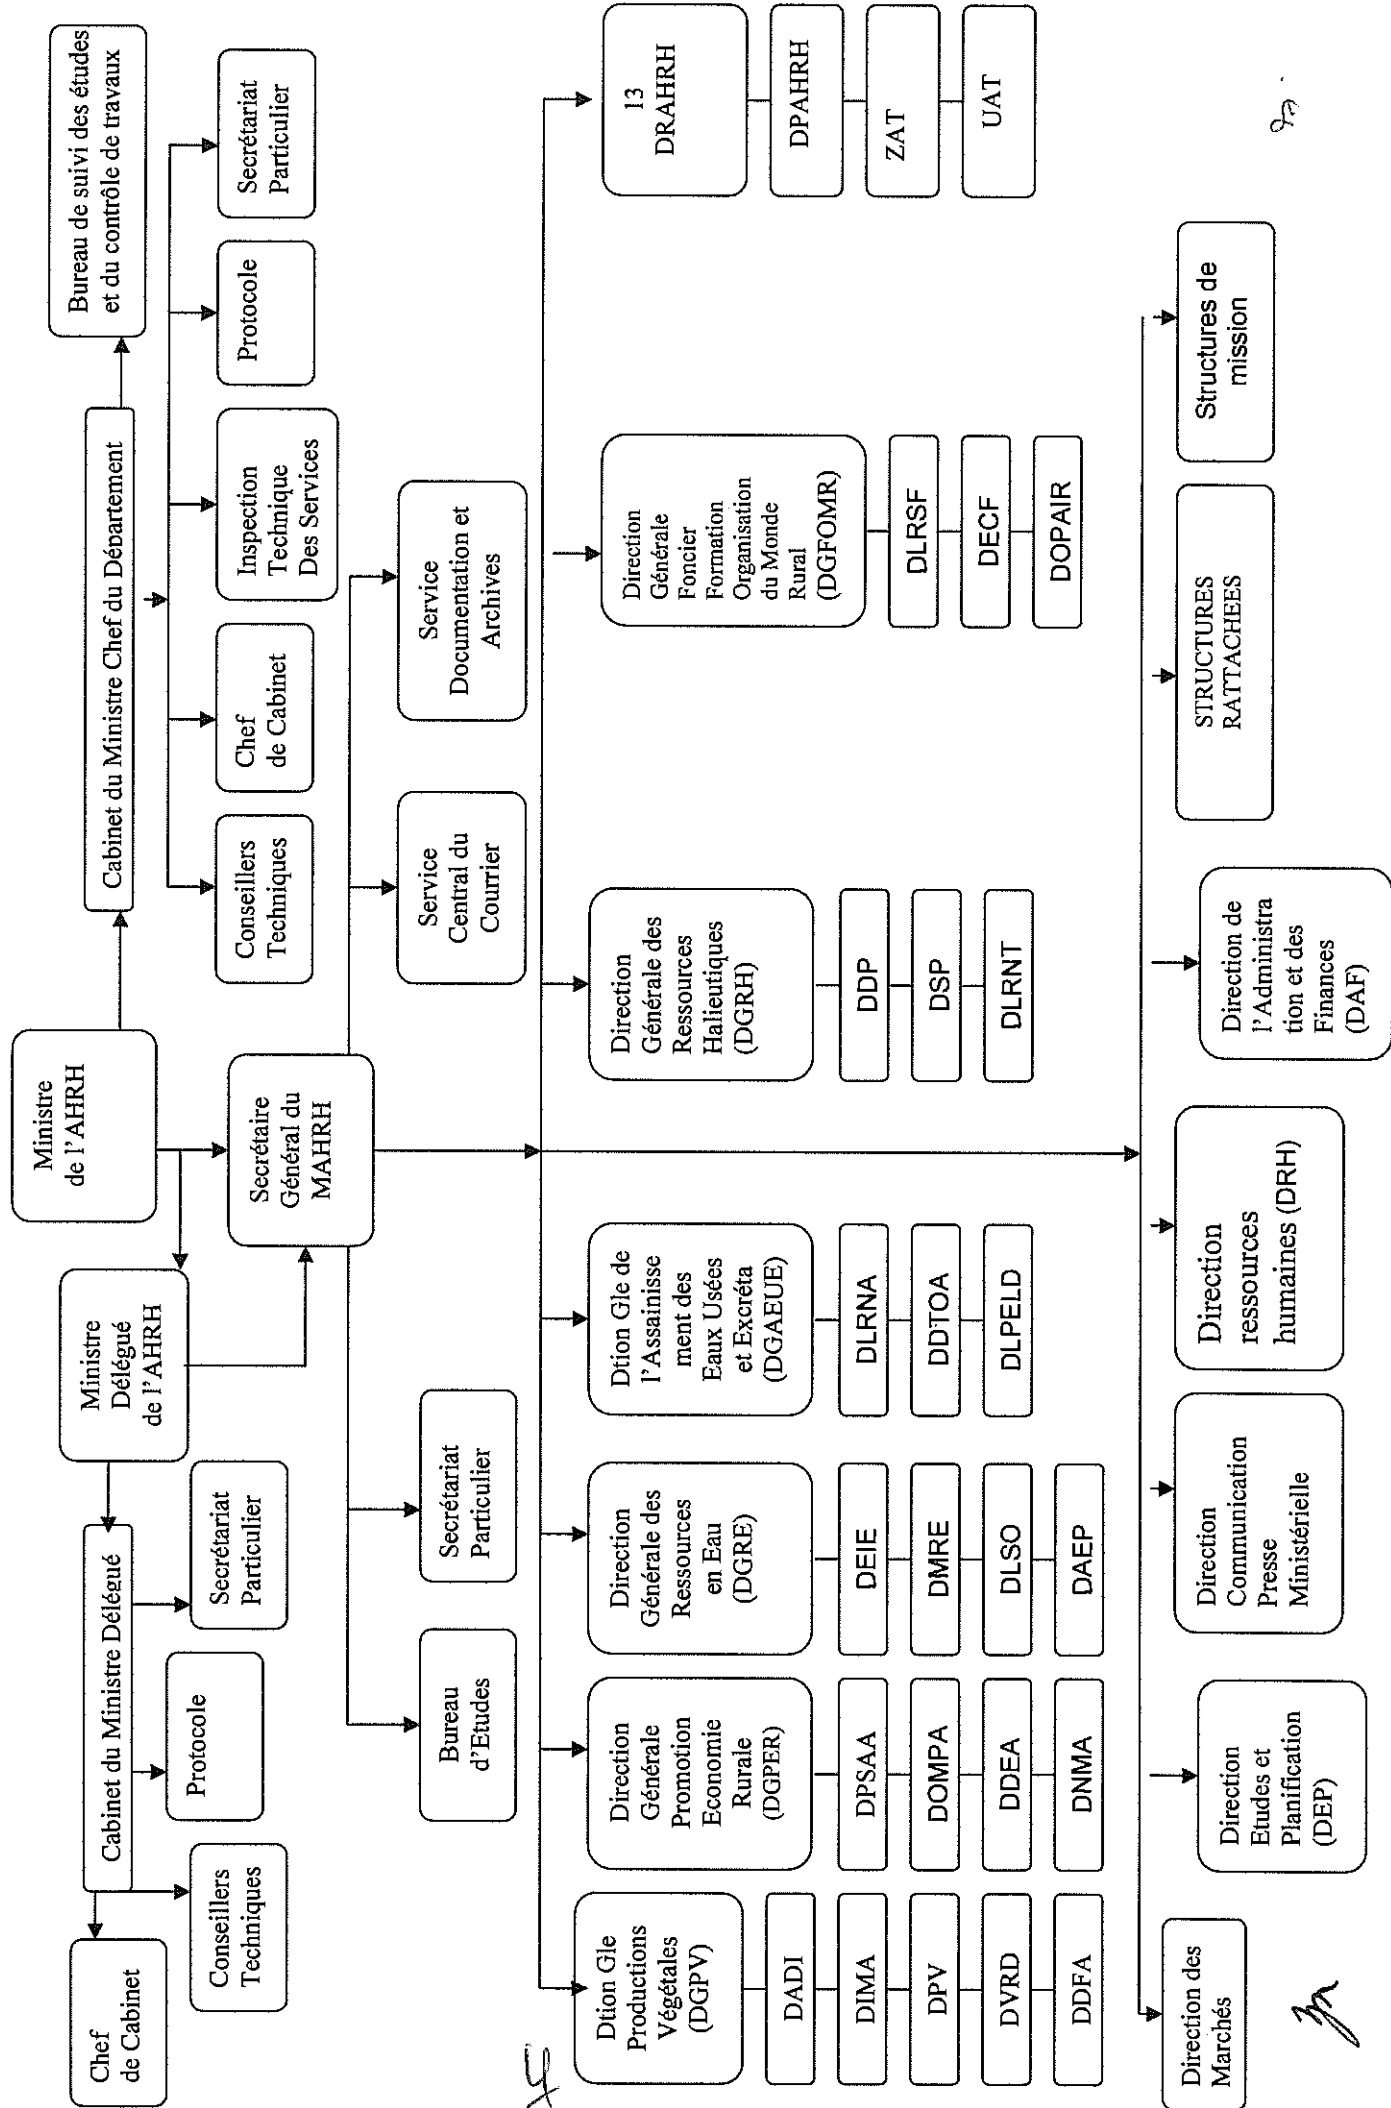 Ministre
de l'AHRH
Cabinet du Ministre Chef du Département
Bureau de suivi des études
et du contrôle de travaux
Conseillers
Techniques
Chef
de Cabinet
Inspection
Technique
Des Services
Protocole
Secrétariat
Particulier
Ministre
Délégué
de l'AHRH
Cabinet du Ministre Délégué
Chef
de Cabinet
Conseillers
Techniques
Protocole
Secrétariat
Particulier
Secrétaire
Général du
MAHRH
Bureau
d'Etudes
Secrétariat
Particulier
Service
Central du
Courrier
Service
Documentation et
Archives
Dtion Gle
Productions
Végétales
(DGPV)
DADI
DIMA
DPV
DVRD
DDFA
Direction
Générale
Promotion
Economie
Rurale
(DGPER)
DPSAA
DOMPA
DDEA
DNMA
Direction
Générale des
Ressources
en Eau
(DGRE)
DEIE
DMRE
DLSO
DAEP
Dtion Gle de
l'Assainisse
ment des
Eaux Usées
et Excréta
(DGAEUE)
DLRNA
DDTOA
DLPELD
Direction
Générale des
Ressources
Halieutiques
(DGRH)
DDP
DSP
DLRNT
Direction
Générale
Foncier
Formation
Organisation
du Monde
Rural
(DGFOMR)
DLRSF
DECF
DOPAIR
13
DRAHRH
DPAHRH
ZAT
UAT
Direction des
Marchés
Direction
Etudes et
Planification
(DEP)
Direction
Communication
Presse
Ministérielle
Direction
ressources
humaines (DRH)
Direction de
l'Administra
tion et des
Finances
(DAF)
STRUCTURES
RATTACHEES
Structures de
mission